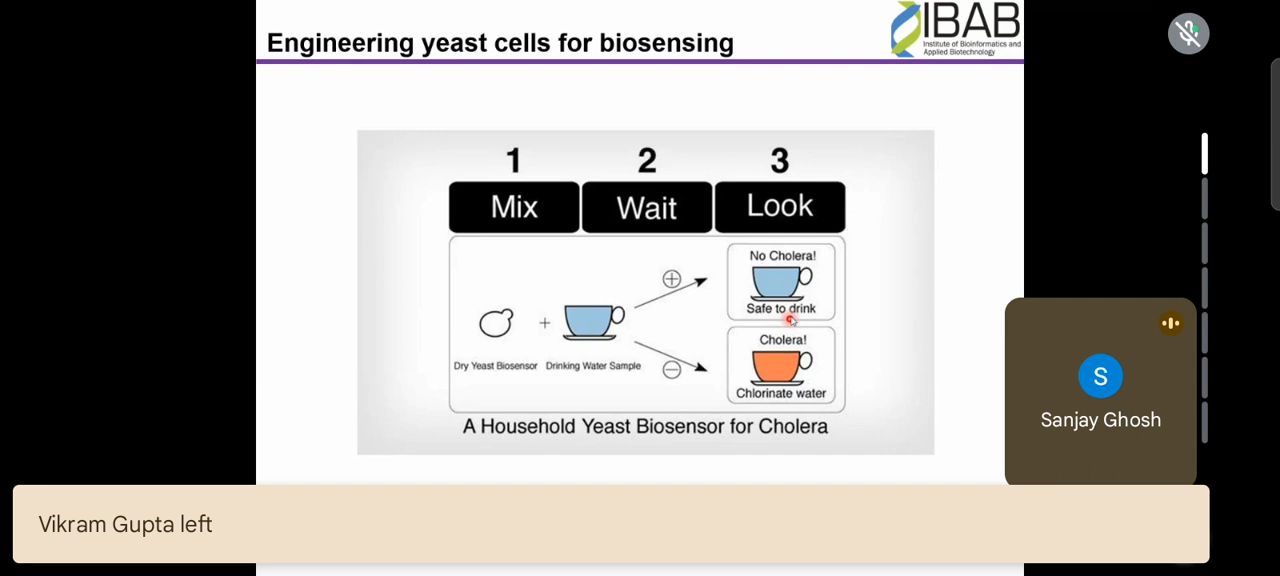 Engineering yeast cells for biosensing
IBAB
Institute of Bioinformatics and
Applied Biotechnology
1 2 3
Mix Wait Look
No Cholera!
Safe to drink
+
Dry Yeast Biosensor Drinking Water Sample
Cholera!
Chlorinate water
A Household Yeast Biosensor for Cholera
S
Sanjay Ghosh
Vikram Gupta left